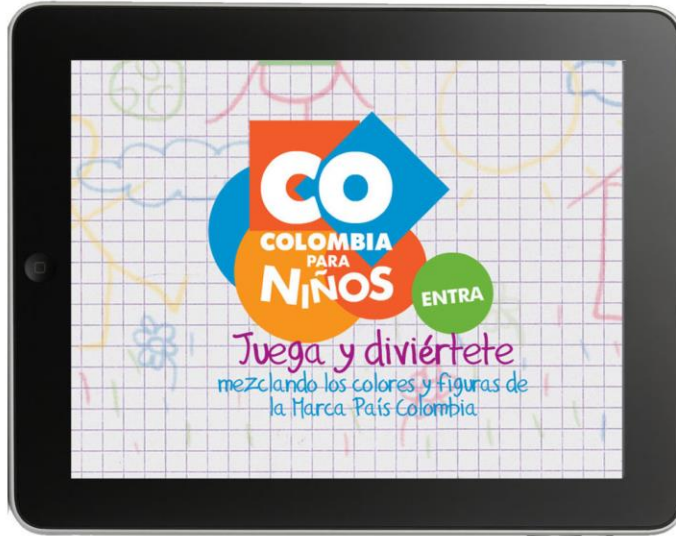 CO
COLOMBIA
PARA
NIÑOS
ENTRA
Juega y diviértete
mezclando los colores y figuras de
la Marca País Colombia